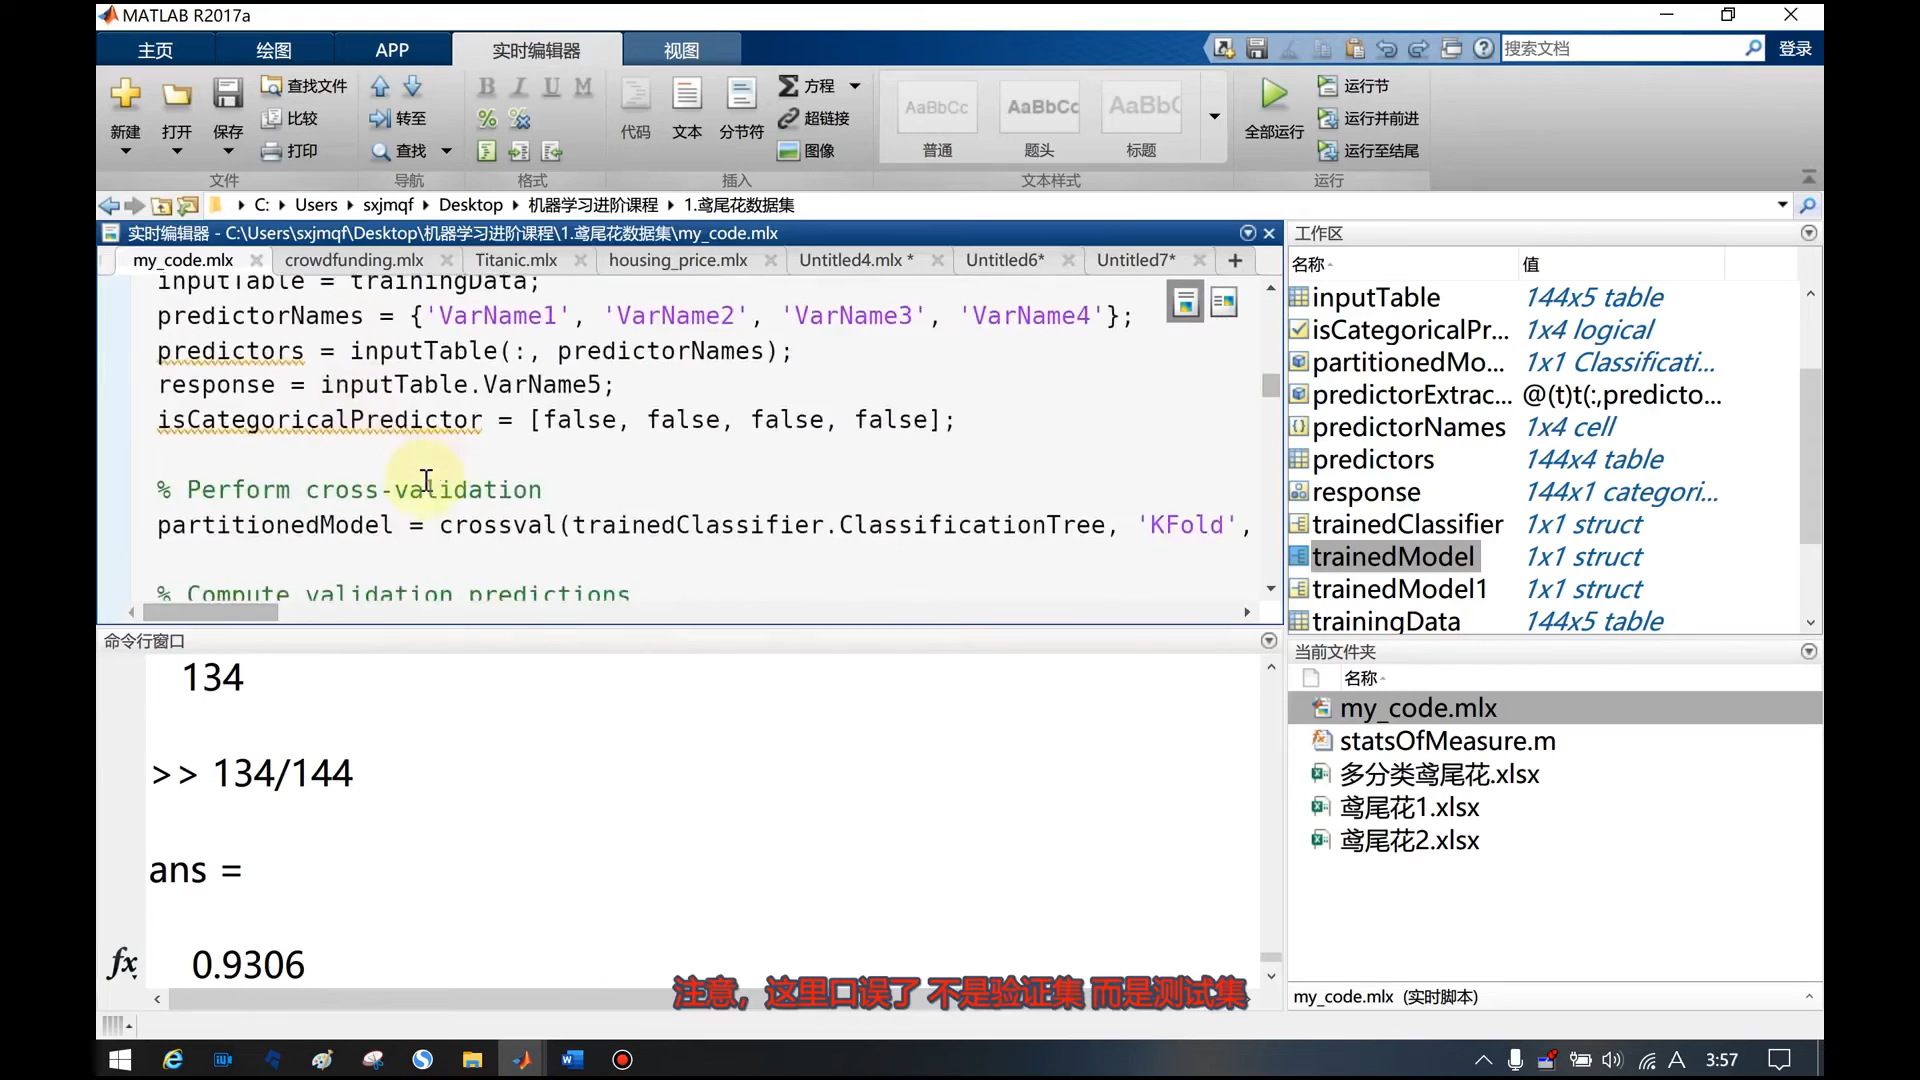 MATLAB R2017a
主页 绘图 APP 实时编辑器 视图 搜索文档 登录
新建 打开 保存 查找文件 比较 打印 转至 查找 B I U M 代码 文本 分节符 方程 超链接 图像 AaBbCc AaBbCc AaBbC 普通 题头 标题 全部运行 运行节 运行并前进 运行至结尾
文件 导航 格式 插入 文本样式 运行
C: Users sxjmqf Desktop 机器学习进阶课程 1.鸢尾花数据集
实时编辑器 - C:\Users\sxjmqf\Desktop\机器学习进阶课程\1.鸢尾花数据集\my_code.mlx
my_code.mlx crowdfunding.mlx Titanic.mlx housing_price.mlx Untitled4.mlx * Untitled6* Untitled7*
inputTable = trainingData;
predictorNames = {'VarName1', 'VarName2', 'VarName3', 'VarName4'};
predictors = inputTable(:, predictorNames);
response = inputTable.VarName5;
isCategoricalPredictor = [false, false, false, false];
% Perform cross-validation
partitionedModel = crossval(trainedClassifier.ClassificationTree, 'KFold',
% Compute validation predictions
命令行窗口
134
>> 134/144
ans =
fx 0.9306
工作区
名称 值
inputTable 144x5 table
isCategoricalPr... 1x4 logical
partitionedMo... 1x1 Classificati...
predictorExtrac... @(t)t(:,predicto...
predictorNames 1x4 cell
predictors 144x4 table
response 144x1 categori...
trainedClassifier 1x1 struct
trainedModel 1x1 struct
trainedModel1 1x1 struct
trainingData 144x5 table
当前文件夹
名称
my_code.mlx
statsOfMeasure.m
多分类鸢尾花.xlsx
鸢尾花1.xlsx
鸢尾花2.xlsx
my_code.mlx (实时脚本)
注意，这里口误了 不是验证集 而是测试集
A 3:57